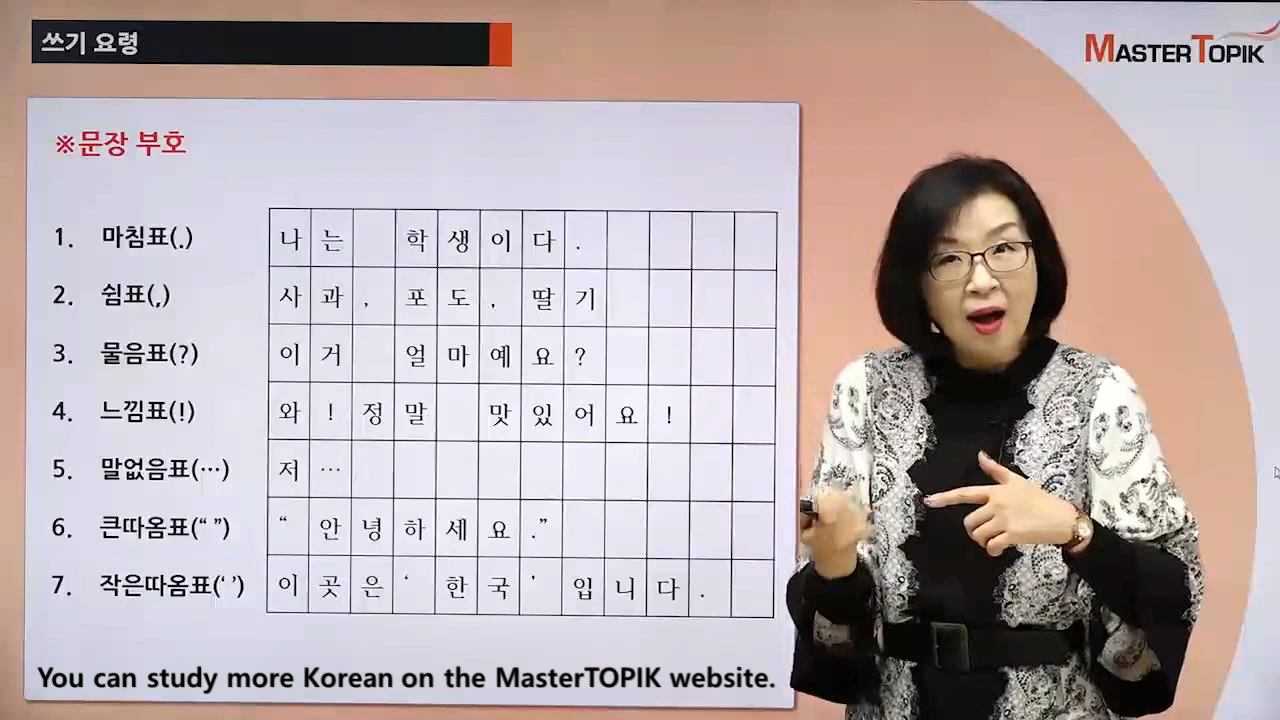 쓰기 요령
MASTER TOPIK
※문장 부호
1. 마침표(.) 나는 학생이다.
2. 쉼표(,) 사과, 포도, 딸기
3. 물음표(?) 이거 얼마예요?
4. 느낌표(!) 와!정말 맛있어요!
5. 말없음표(…) 저…
6. 큰따옴표(“ ”) “안녕하세요.”
7. 작은따옴표(‘ ’) 이곳은‘한국’입니다.
You can study more Korean on the MasterTOPIK website.